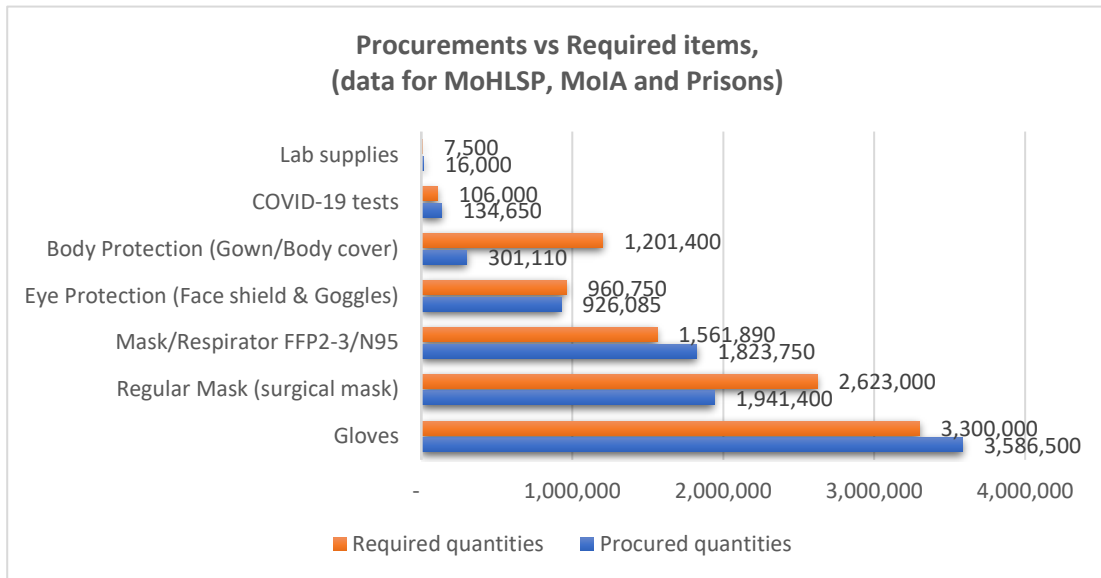 Procurements vs Required items,
(data for MoHLSP, MoIA and Prisons)
Lab supplies
7,500
16,000
COVID-19 tests
106,000
134,650
Body Protection (Gown/Body cover)
1,201,400
301,110
Eye Protection (Face shield & Goggles)
960,750
926,085
Mask/Respirator FFP2-3/N95
1,561,890
1,823,750
Regular Mask (surgical mask)
2,623,000
1,941,400
Gloves
3,300,000
3,586,500
- 1,000,000 2,000,000 3,000,000 4,000,000
Required quantities Procured quantities